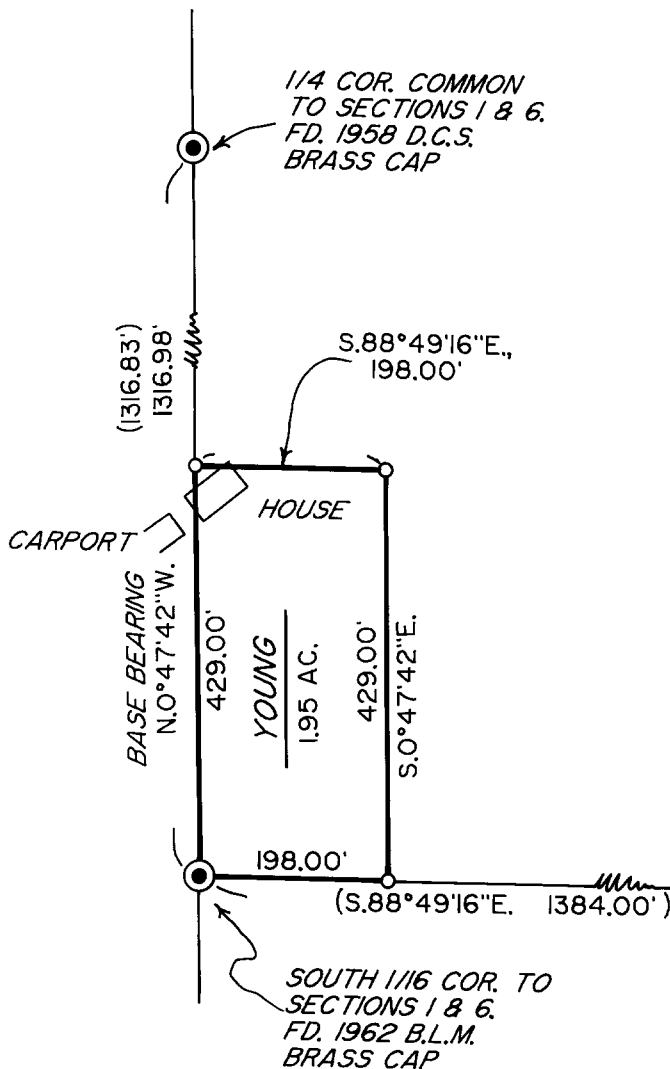 1/4 COR. COMMON
TO SECTIONS 1 & 6.
FD. 1958 D.C.S.
BRASS CAP
(1316.83')
1316.98'
S.88°49'16"E.,
198.00'
HOUSE
CARPORT
BASE BEARING
N.0°47'42"W.
429.00'
YOUNG
1.95 AC.
429.00'
S.0°47'42"E.
198.00'
(S.88°49'16"E. 1384.00')
SOUTH 1/16 COR. TO
SECTIONS 1 & 6.
FD. 1962 B.L.M.
BRASS CAP